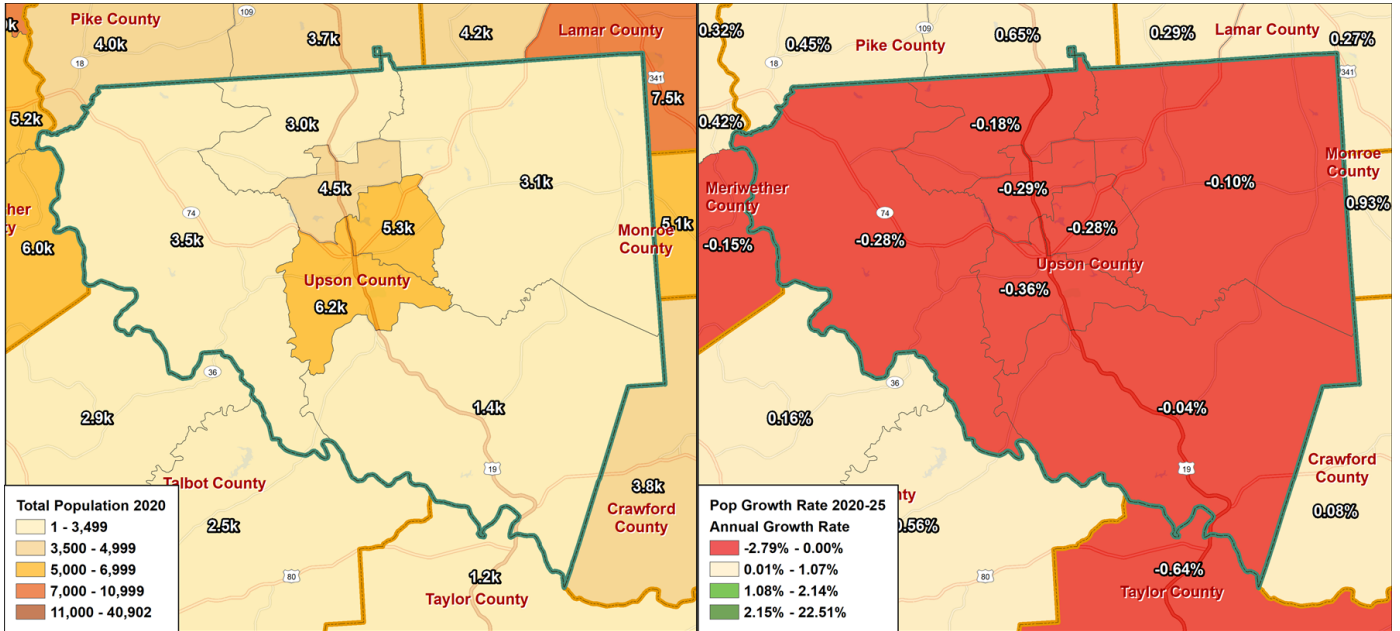 109
Pike County
4.0k
3.7k
4.2k
Lamar County
18
341
7.5k
5.2k
3.0k
3.1k
4.5k
74
5.3k
3.5k
6.0k
5.1k
Monroe
County
Upson County
6.2k
36
2.9k
1.4k
19
Talbot County
3.8k
Crawford
County
2.5k
80
1.2k
Taylor County
Total Population 2020
1 - 3,499
3,500 - 4,999
5,000 - 6,999
7,000 - 10,999
11,000 - 40,902
0.32%
0.45%
Pike County
109
0.65%
0.29%
Lamar County
0.27%
18
341
0.42%
-0.18%
Monroe
County
Meriwether
County
-0.29%
-0.10%
0.93%
74
-0.28%
-0.28%
-0.15%
Upson County
-0.36%
36
0.16%
-0.04%
19
Crawford
County
0.08%
0.56%
80
-0.64%
Taylor County
Pop Growth Rate 2020-25
Annual Growth Rate
-2.79% - 0.00%
0.01% - 1.07%
1.08% - 2.14%
2.15% - 22.51%